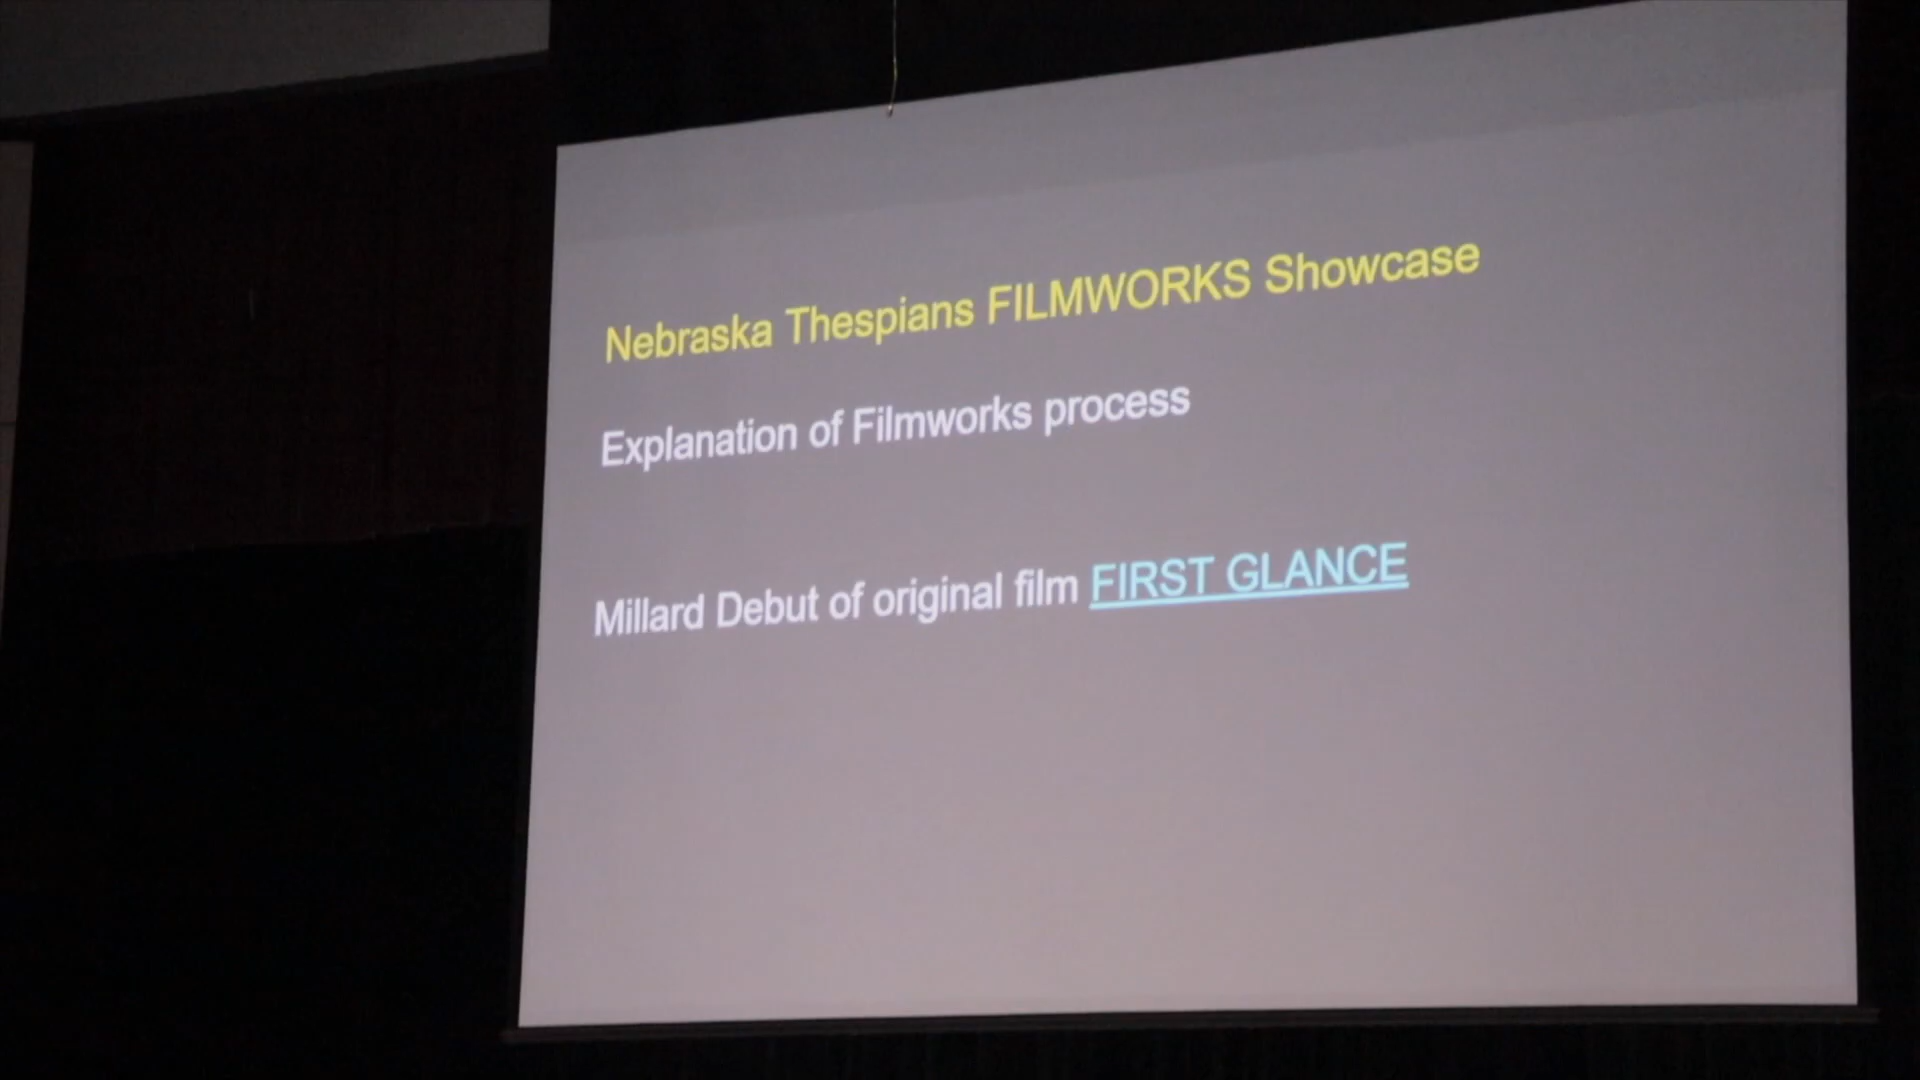 Nebraska Thespians FILMWORKS Showcase
Explanation of Filmworks process
Millard Debut of original film FIRST GLANCE